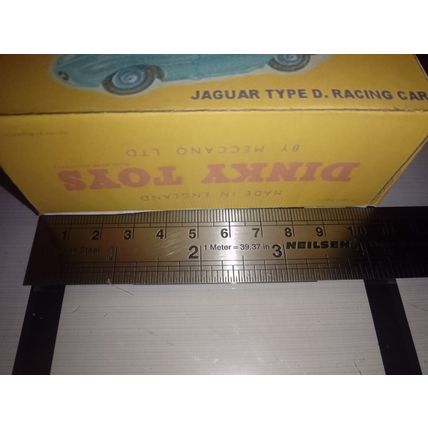 JAGUAR TYPE D. RACING CAR
DINKY TOYS
BY MECCANO LTD
MADE IN ENGLAND
1 2 3 4 5 6 7 8 9 10
Steel 1 2 1 Meter = 39.37 in 3 NEILSEN